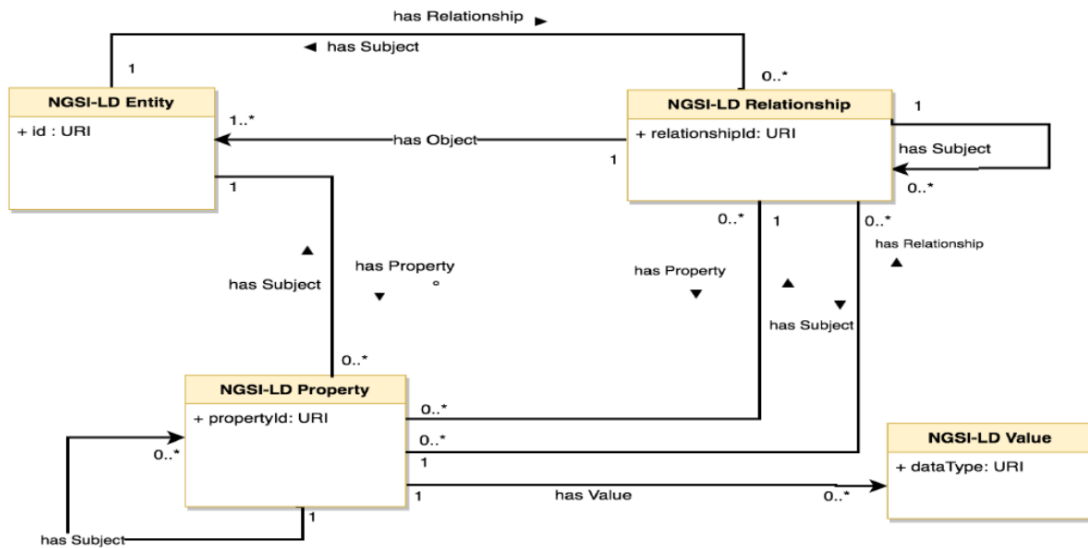 has Relationship
has Subject
1
0..*
NGSI-LD Entity
+ id : URI
NGSI-LD Relationship
+ relationshipId: URI
1
has Subject
0..*
1..*
has Object
1
1
0..*
1
0..*
has Relationship
has Subject
has Property
has Property
has Subject
0..*
NGSI-LD Property
+ propertyId: URI
0..*
0..*
0..*
1
NGSI-LD Value
+ dataType: URI
1
has Value
0..*
1
has Subject